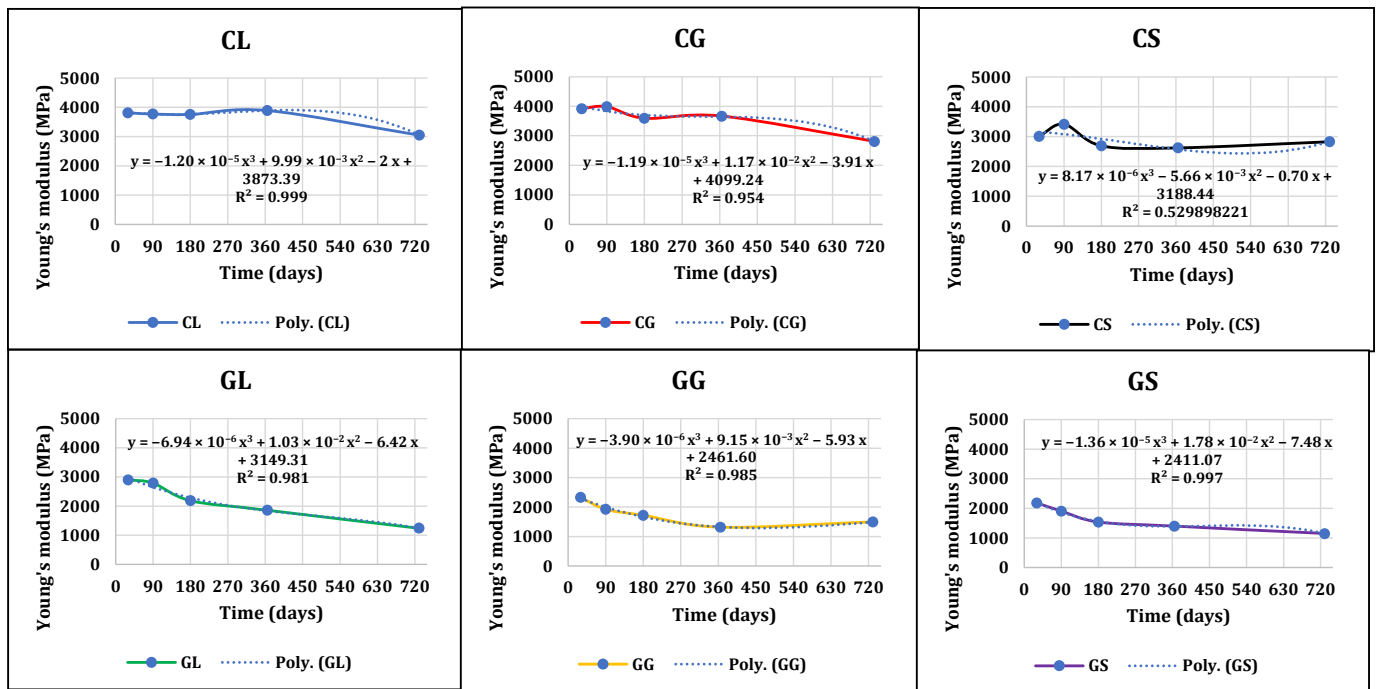 CL
Young's modulus (MPa)
5000
4000
3000
2000
1000
0
y = −1.20 × 10⁻⁵ x³ + 9.99 × 10⁻³ x² − 2 x +
3873.39
R² = 0.999
0 90 180 270 360 450 540 630 720
Time (days)
CL Poly. (CL)
CG
Young's modulus (MPa)
5000
4000
3000
2000
1000
0
y = −1.19 × 10⁻⁵ x³ + 1.17 × 10⁻² x² − 3.91 x
+ 4099.24
R² = 0.954
0 90 180 270 360 450 540 630 720
Time (days)
CG Poly. (CG)
CS
Young's modulus (MPa)
5000
4000
3000
2000
1000
0
y = 8.17 × 10⁻⁶ x³ − 5.66 × 10⁻³ x² − 0.70 x +
3188.44
R² = 0.529898221
0 90 180 270 360 450 540 630 720
Time (days)
CS Poly. (CS)
GL
Young's modulus (MPa)
5000
4000
3000
2000
1000
0
y = −6.94 × 10⁻⁶ x³ + 1.03 × 10⁻² x² − 6.42 x
+ 3149.31
R² = 0.981
0 90 180 270 360 450 540 630 720
Time (days)
GL Poly. (GL)
GG
Young's modulus (MPa)
5000
4000
3000
2000
1000
0
y = −3.90 × 10⁻⁶ x³ + 9.15 × 10⁻³ x² − 5.93 x
+ 2461.60
R² = 0.985
0 90 180 270 360 450 540 630 720
Time (days)
GG Poly. (GG)
GS
Young's modulus (MPa)
5000
4000
3000
2000
1000
0
y = −1.36 × 10⁻⁵ x³ + 1.78 × 10⁻² x² − 7.48 x
+ 2411.07
R² = 0.997
0 90 180 270 360 450 540 630 720
Time (days)
GS Poly. (GS)